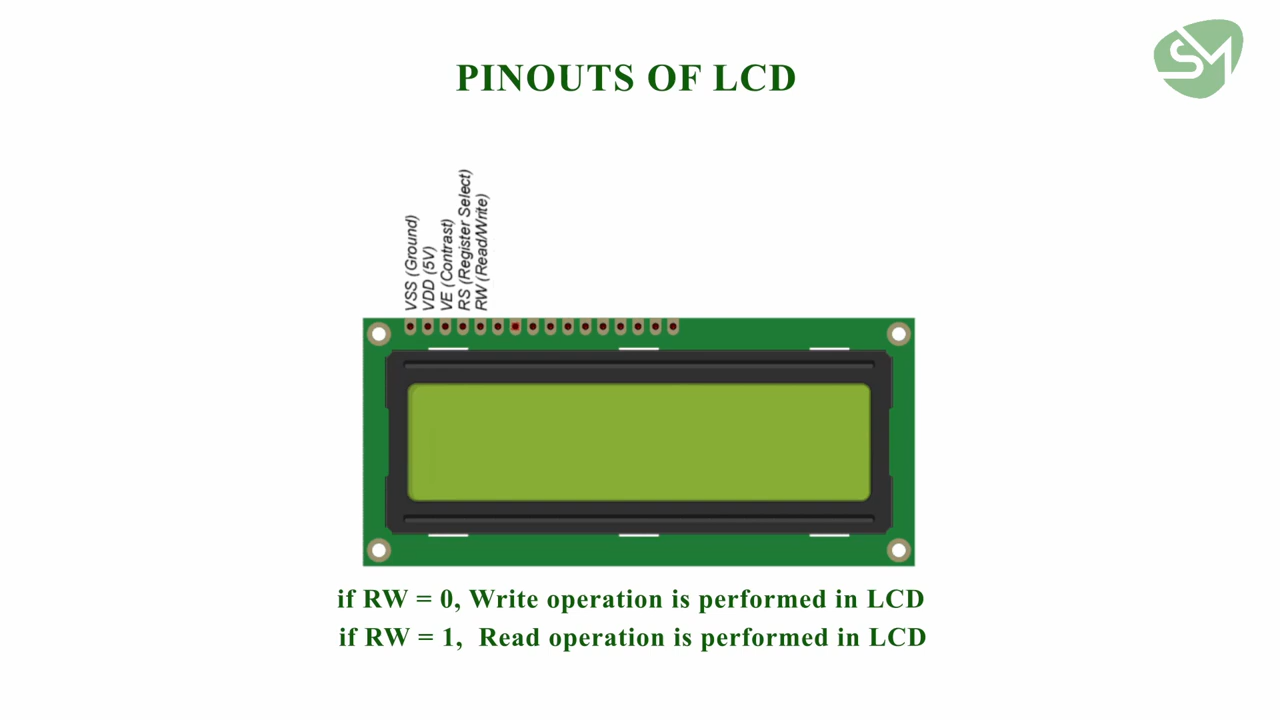 SM
PINOUTS OF LCD
VSS (Ground)
VDD (5V)
VE (Contrast)
RS (Register Select)
RW (Read/Write)
if RW = 0, Write operation is performed in LCD
if RW = 1, Read operation is performed in LCD